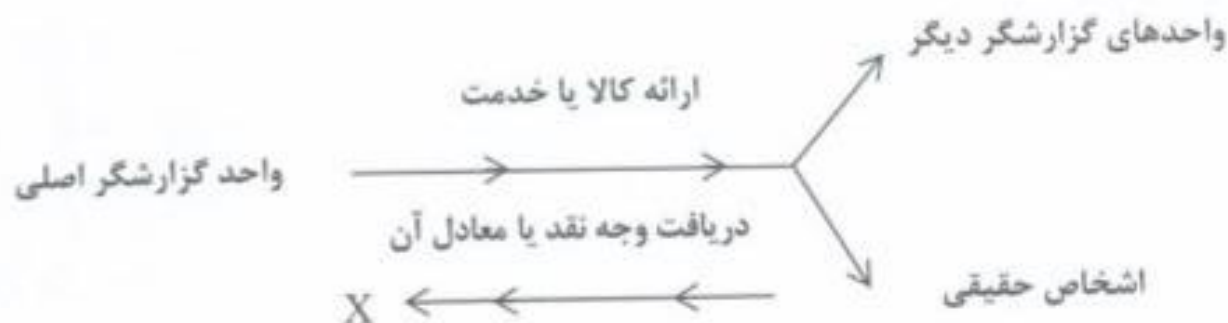 واحدهای گزارشگر دیگر
ارائه کالا یا خدمت
واحد گزارشگر اصلی
دریافت وجه نقد یا معادل آن
اشخاص حقیقی
X